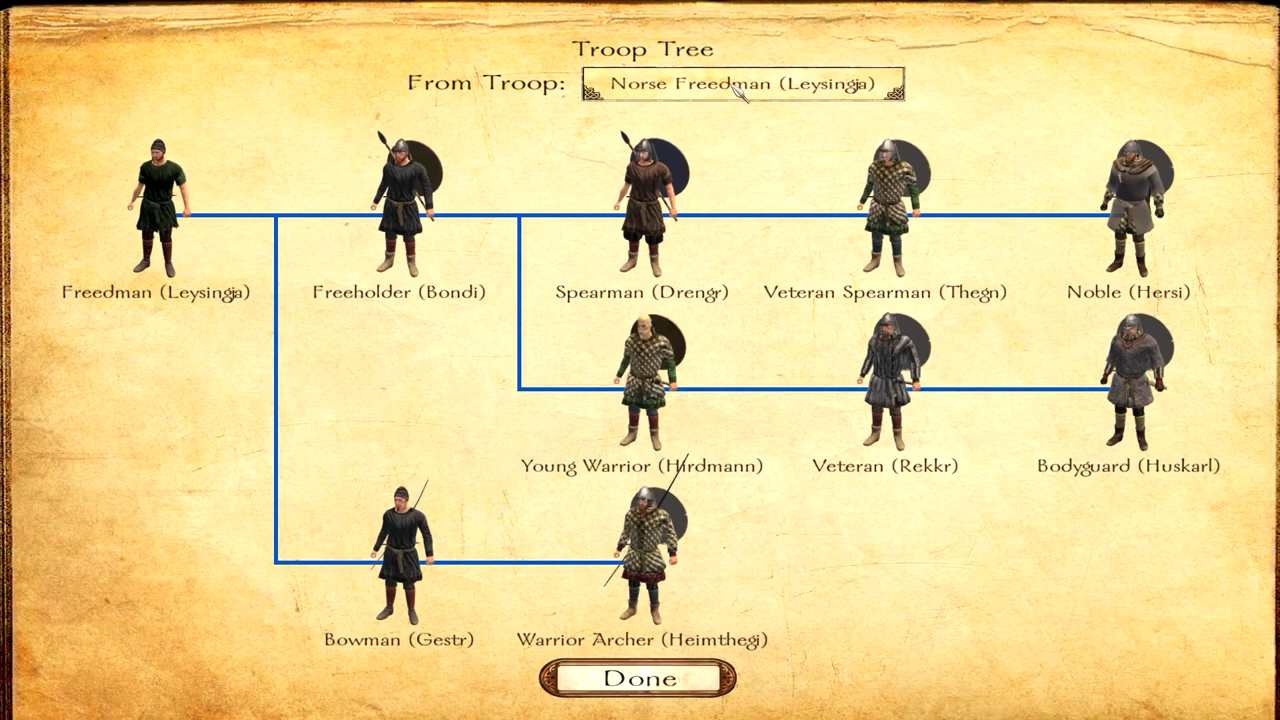 Troop Tree
From Troop: Norse Freedman (Leysingja)
Freedman (Leysingja) Freeholder (Bondi) Spearman (Drengr) Veteran Spearman (Thegn) Noble (Hersi)
Young Warrior (Hirdmann) Veteran (Rekkr) Bodyguard (Huskarl)
Bowman (Gestr) Warrior Archer (Heimthegi)
Done